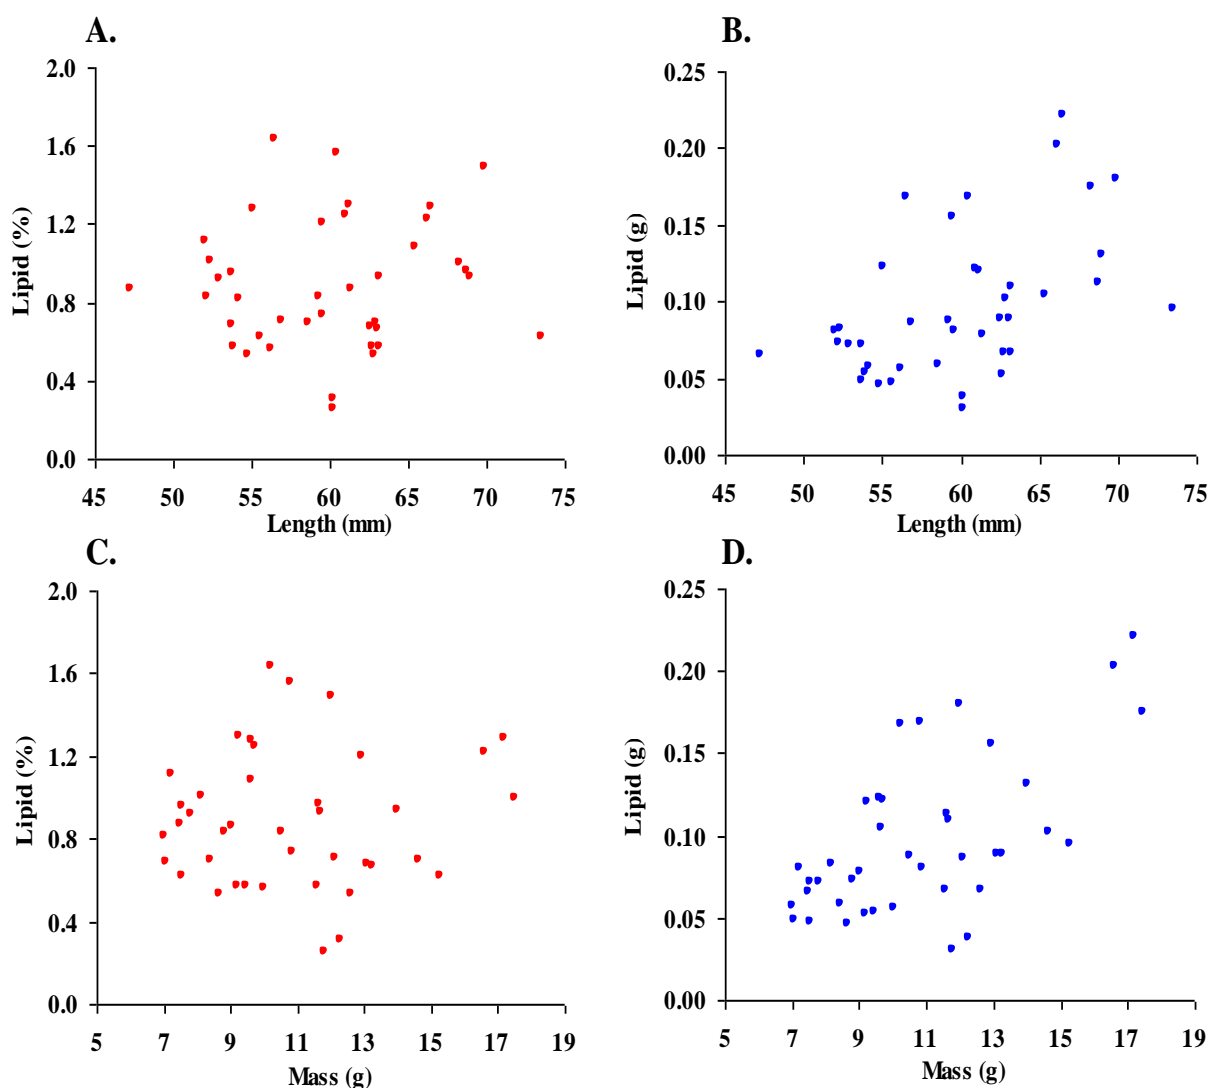 A.
2.0
1.6
1.2
0.8
0.4
0.0
Lipid (%)
45 50 55 60 65 70 75
Length (mm)
B.
0.25
0.20
0.15
0.10
0.05
0.00
Lipid (g)
45 50 55 60 65 70 75
Length (mm)
C.
2.0
1.6
1.2
0.8
0.4
0.0
Lipid (%)
5 7 9 11 13 15 17 19
Mass (g)
D.
0.25
0.20
0.15
0.10
0.05
0.00
Lipid (g)
5 7 9 11 13 15 17 19
Mass (g)